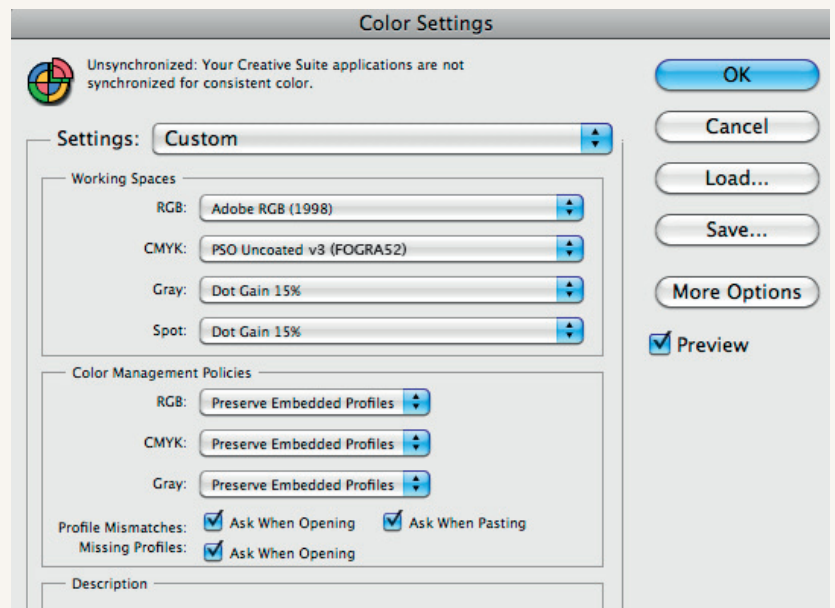 Color Settings
Unsynchronized: Your Creative Suite applications are not
synchronized for consistent color.
OK
Cancel
Load...
Save...
More Options
Preview
Settings: Custom
Working Spaces
RGB: Adobe RGB (1998)
CMYK: PSO Uncoated v3 (FOGRA52)
Gray: Dot Gain 15%
Spot: Dot Gain 15%
Color Management Policies
RGB: Preserve Embedded Profiles
CMYK: Preserve Embedded Profiles
Gray: Preserve Embedded Profiles
Profile Mismatches: Ask When Opening Ask When Pasting
Missing Profiles: Ask When Opening
Description